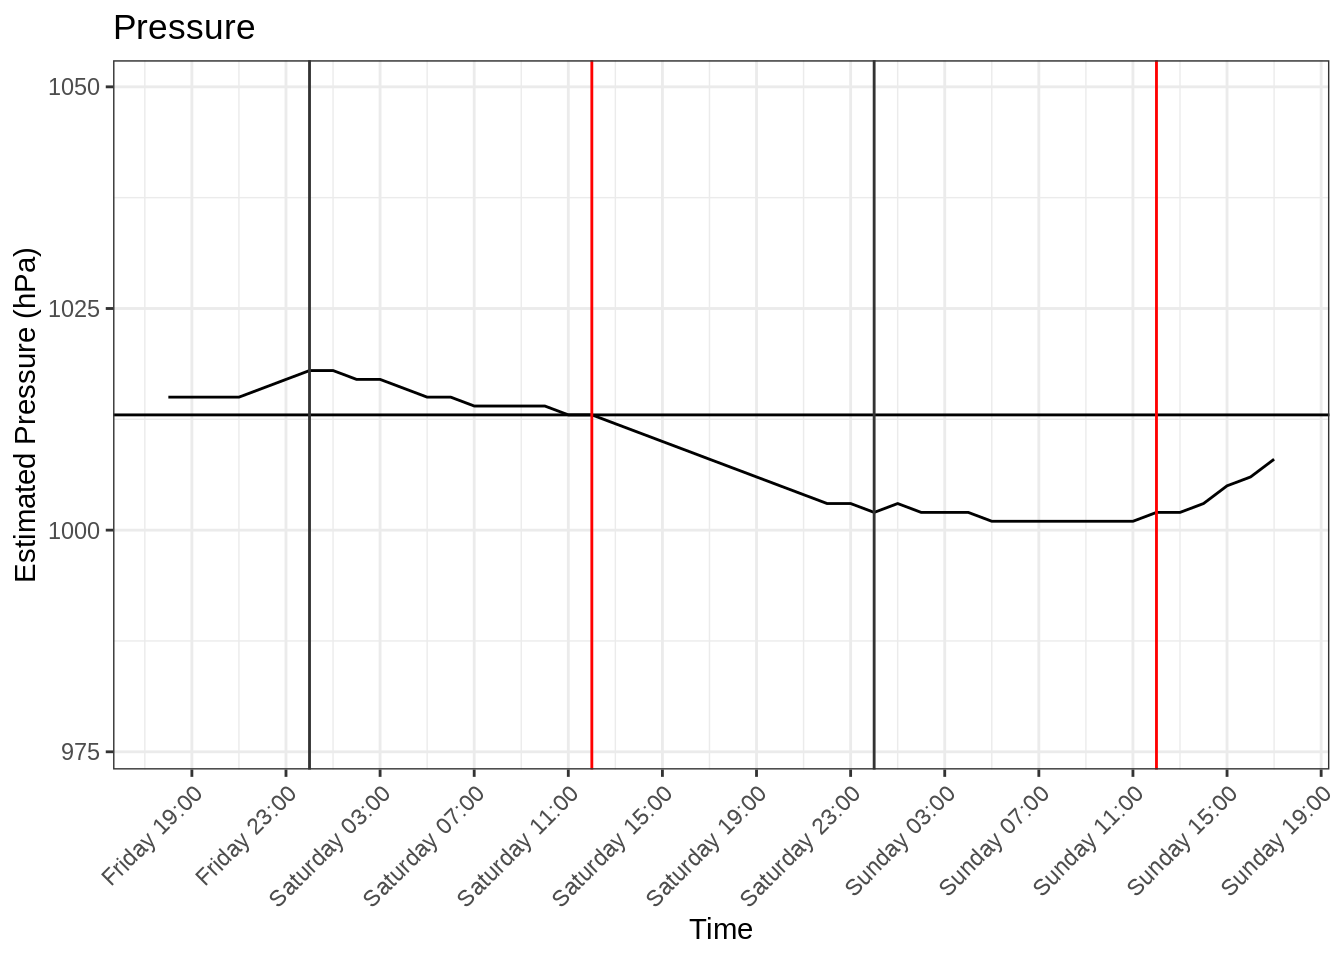 Pressure
Estimated Pressure (hPa)
1050
1025
1000
975
Friday 19:00
Friday 23:00
Saturday 03:00
Saturday 07:00
Saturday 11:00
Saturday 15:00
Saturday 19:00
Saturday 23:00
Sunday 03:00
Sunday 07:00
Sunday 11:00
Sunday 15:00
Sunday 19:00
Time